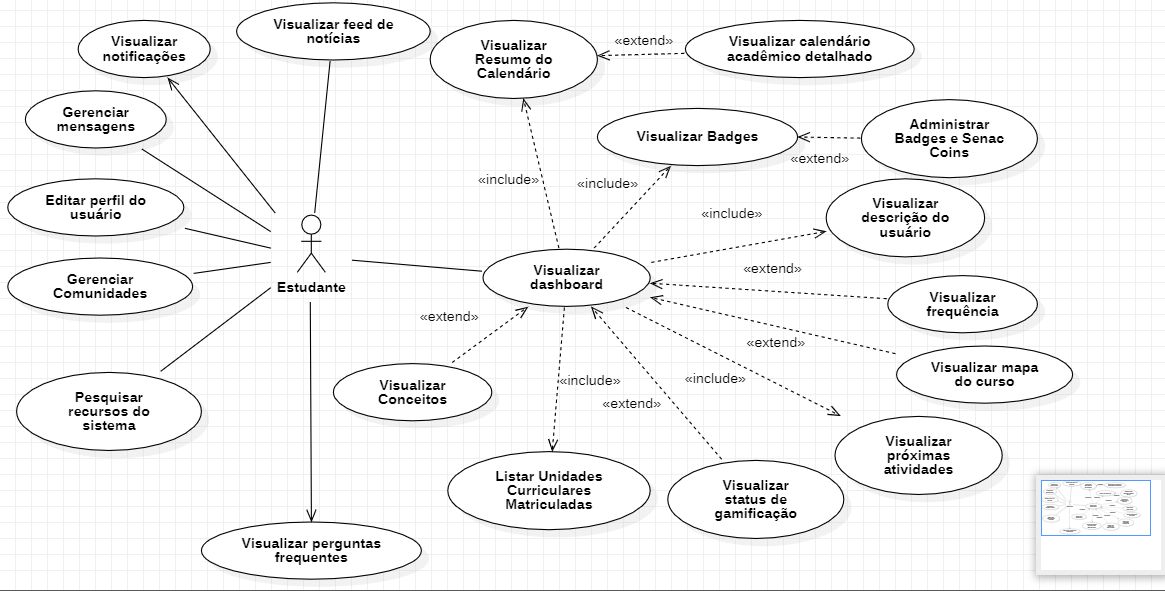 Visualizar feed de
notícias
Visualizar
notificações
Visualizar
Resumo do
Calendário
«extend»
Visualizar calendário
acadêmico detalhado
Gerenciar
mensagens
Visualizar Badges
«extend»
Administrar
Badges e Senac
Coins
«include»
«include»
Editar perfil do
usuário
«include»
Visualizar
descrição do
usuário
Gerenciar
Comunidades
Estudante
Visualizar
dashboard
«extend»
Visualizar
frequência
«extend»
«extend»
Visualizar mapa
do curso
Pesquisar
recursos do
sistema
Visualizar
Conceitos
«include»
«extend»
«include»
Visualizar
próximas
atividades
Listar Unidades
Curriculares
Matriculadas
Visualizar
status de
gamificação
Visualizar perguntas
frequentes